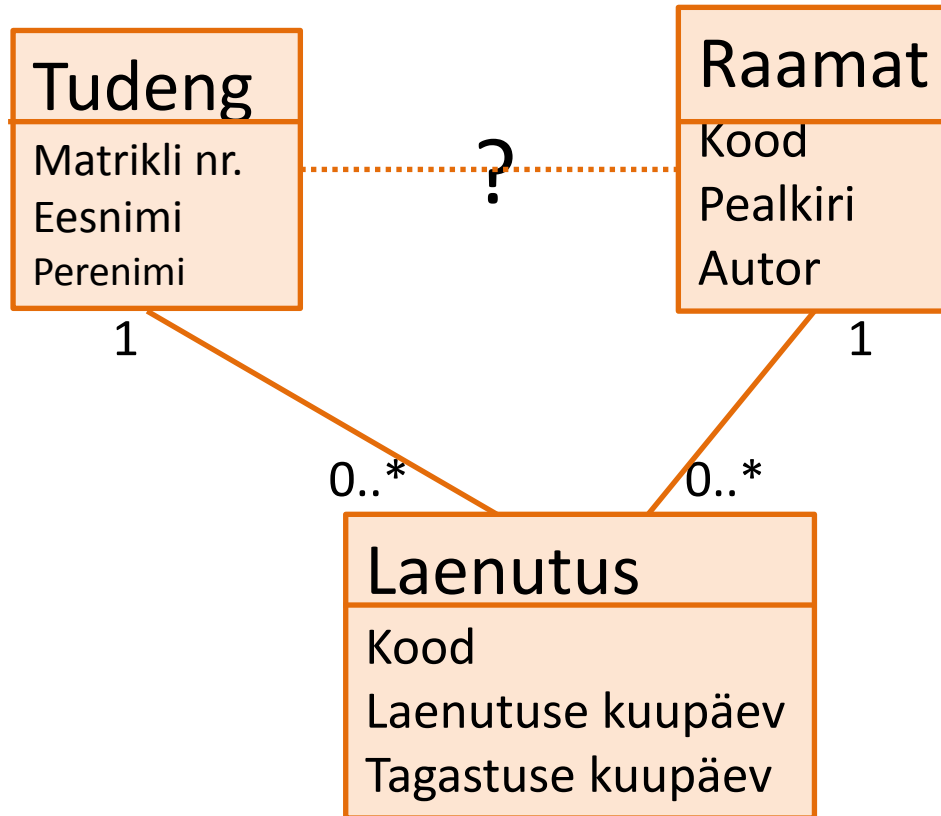 Tudeng
Matrikli nr.
Eesnimi
Perenimi
?
Raamat
Kood
Pealkiri
Autor
1
1
0..*
0..*
Laenutus
Kood
Laenutuse kuupäev
Tagastuse kuupäev